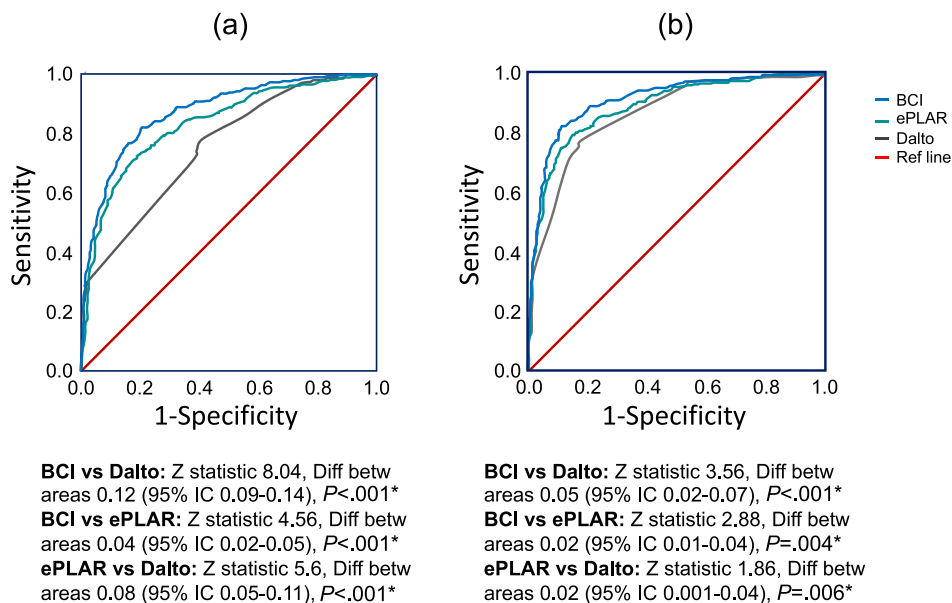 (a)
(b)
1.0
0.8
0.6
0.4
0.2
0.0
Sensitivity
0.0 0.2 0.4 0.6 0.8 1.0
1-Specificity
1.0
0.8
0.6
0.4
0.2
0.0
Sensitivity
0.0 0.2 0.4 0.6 0.8 1.0
1-Specificity
BCI
ePLAR
Dalto
Ref line
BCI vs Dalto: Z statistic 8.04, Diff betw
areas 0.12 (95% IC 0.09-0.14), P<.001*
BCI vs ePLAR: Z statistic 4.56, Diff betw
areas 0.04 (95% IC 0.02-0.05), P<.001*
ePLAR vs Dalto: Z statistic 5.6, Diff betw
areas 0.08 (95% IC 0.05-0.11), P<.001*
BCI vs Dalto: Z statistic 3.56, Diff betw
areas 0.05 (95% IC 0.02-0.07), P<.001*
BCI vs ePLAR: Z statistic 2.88, Diff betw
areas 0.02 (95% IC 0.01-0.04), P=.004*
ePLAR vs Dalto: Z statistic 1.86, Diff betw
areas 0.02 (95% IC 0.001-0.04), P=.006*